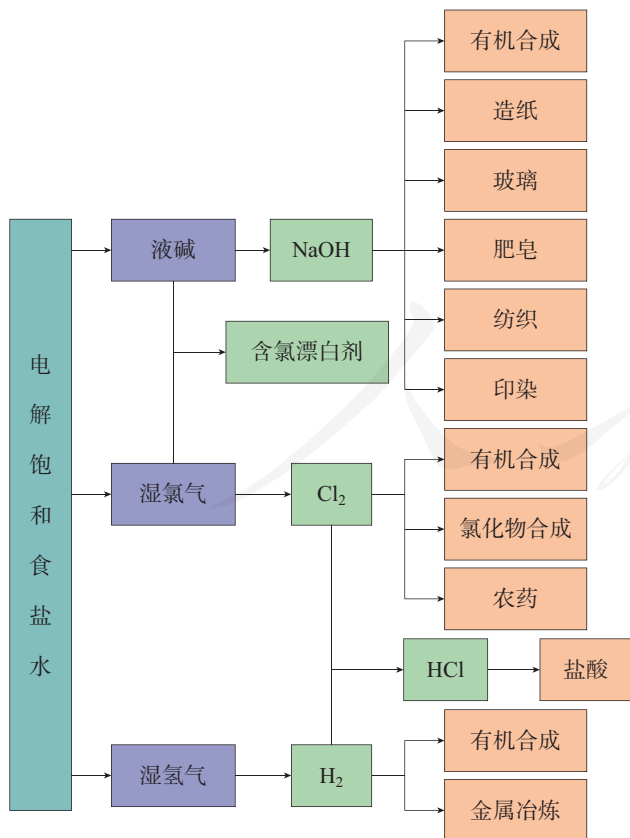 有机合成
造纸
玻璃
液碱
NaOH
肥皂
含氯漂白剂
纺织
印染
电解饱和食盐水
湿氯气
Cl₂
有机合成
氯化物合成
农药
HCl
盐酸
湿氢气
H₂
有机合成
金属冶炼